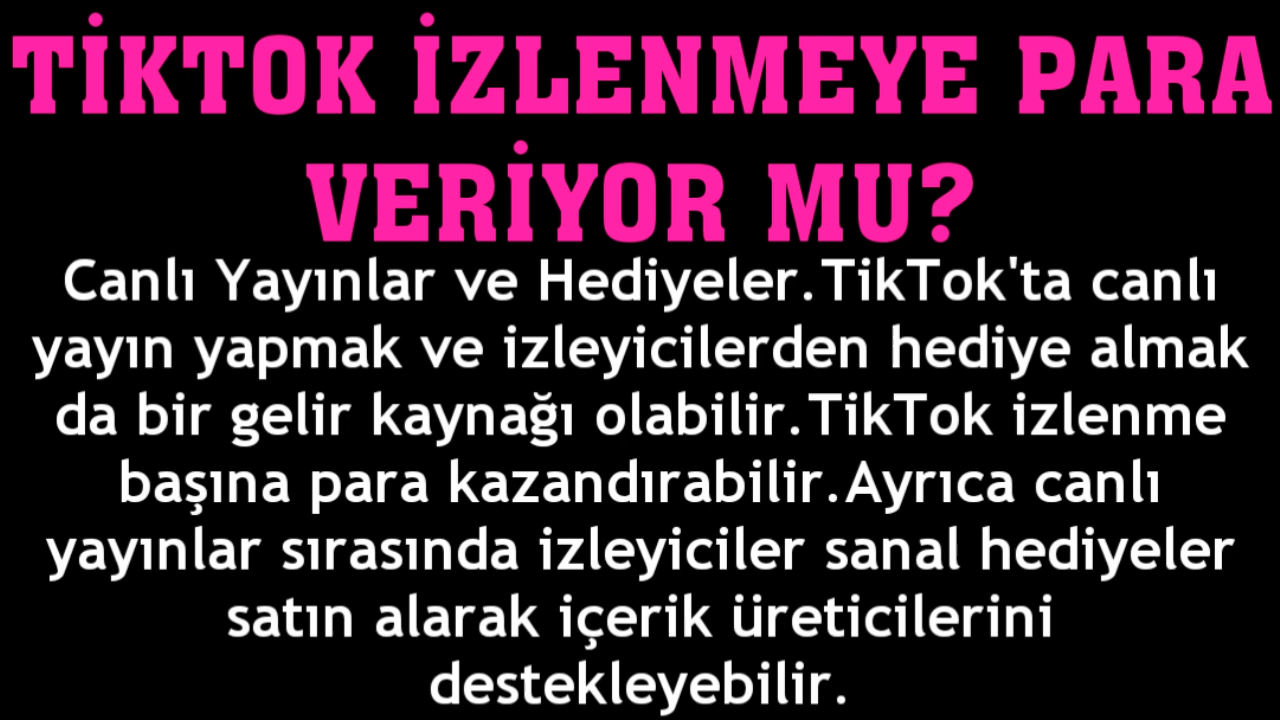 TİKTOK İZLENMEYE PARA
VERİYOR MU?
Canlı Yayınlar ve Hediyeler.TikTok'ta canlı
yayın yapmak ve izleyicilerden hediye almak
da bir gelir kaynağı olabilir.TikTok izlenme
başına para kazandırabilir.Ayrıca canlı
yayınlar sırasında izleyiciler sanal hediyeler
satın alarak içerik üreticilerini
destekleyebilir.